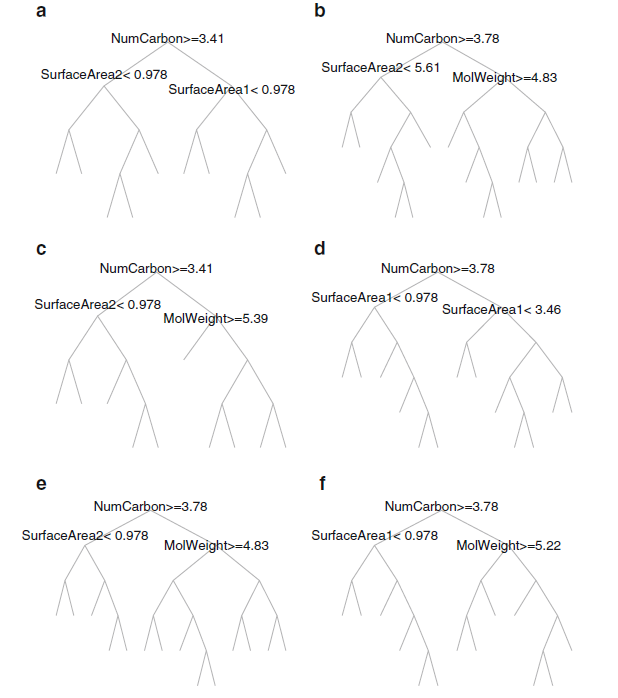 a
NumCarbon>=3.41
SurfaceArea2< 0.978
SurfaceArea1< 0.978
b
NumCarbon>=3.78
SurfaceArea2< 5.61
MolWeight>=4.83
c
NumCarbon>=3.41
SurfaceArea2< 0.978
MolWeight>=5.39
d
NumCarbon>=3.78
SurfaceArea1< 0.978
SurfaceArea1< 3.46
e
NumCarbon>=3.78
SurfaceArea2< 0.978
MolWeight>=4.83
f
NumCarbon>=3.78
SurfaceArea1< 0.978
MolWeight>=5.22